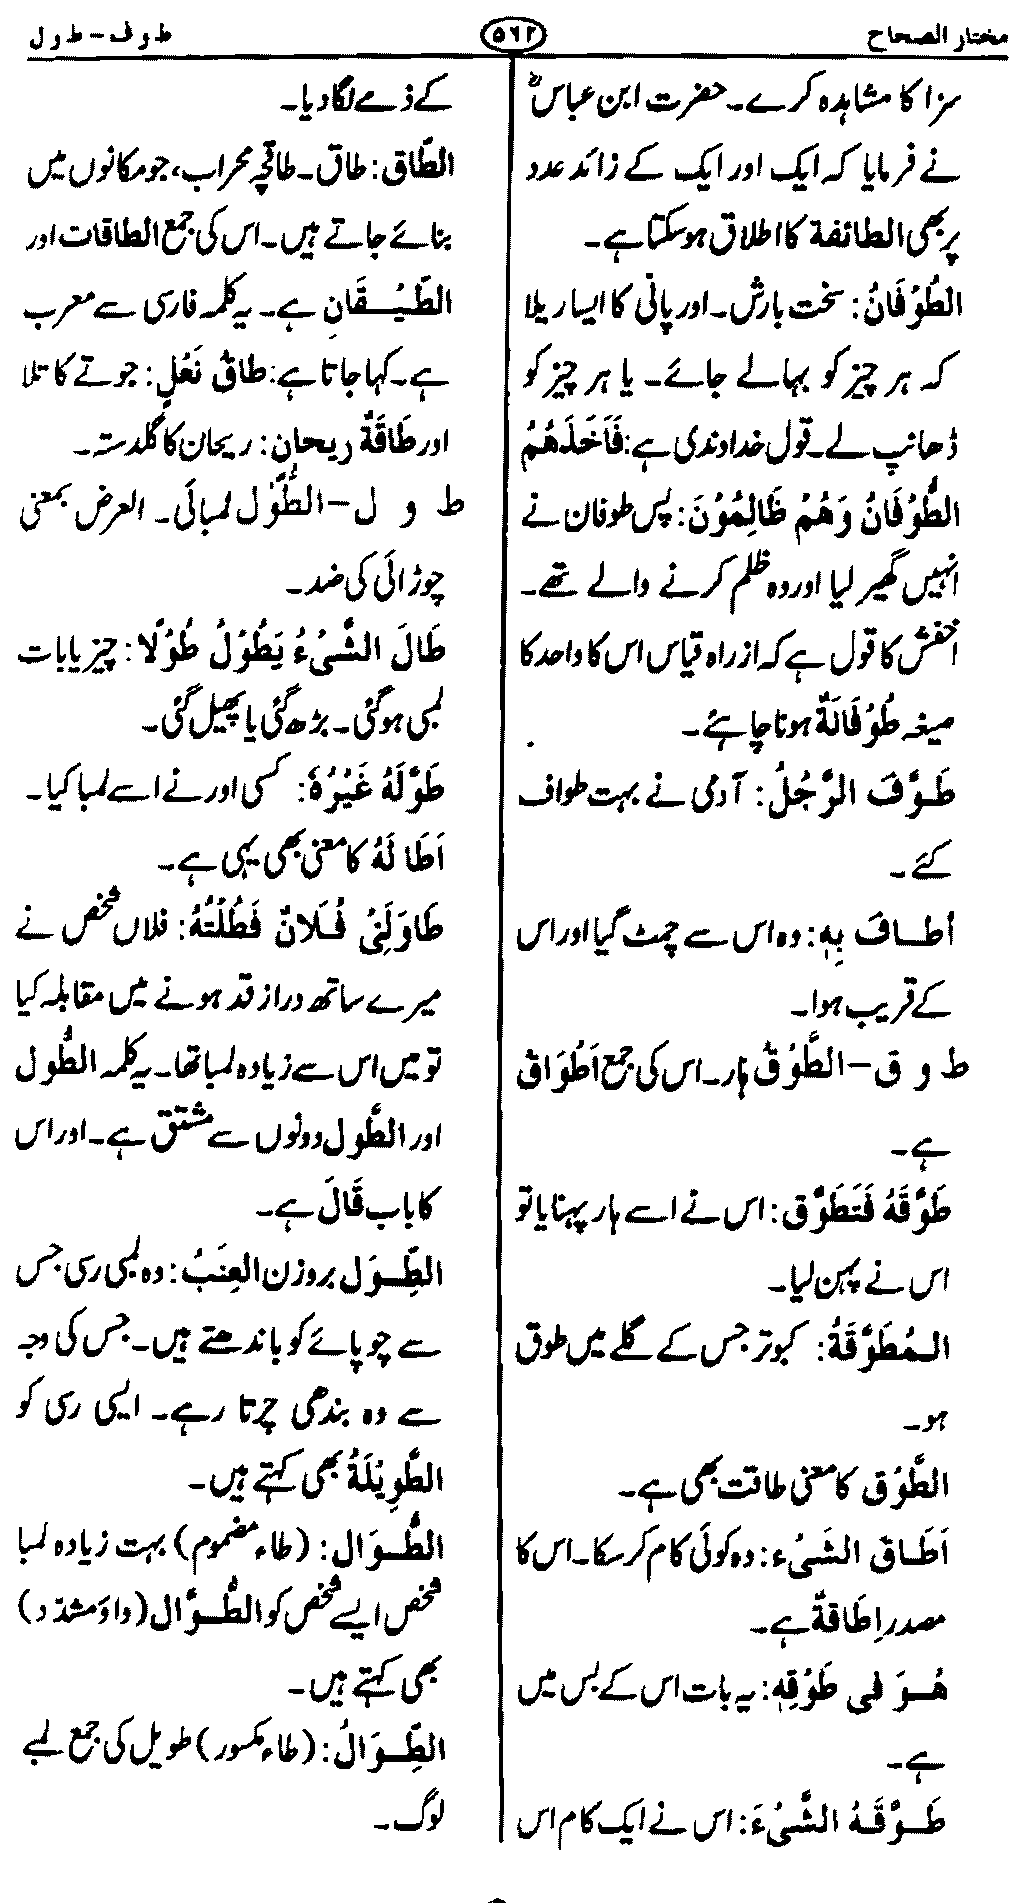 مختار الصحاح
۵۶۲
ط و ف - ط و ل
سزا کا مشاہدہ کرے۔ حضرت ابن عباسؓ
نے فرمایا کہ ایک اور ایک کے زائد عدد
پر بھی الطائفة کا اطلاق ہو سکتا ہے۔
الطُّوْفَانُ: سخت بارش۔ اور پانی کا ایسا ریلا
کہ ہر چیز کو بہالے جائے۔ یا ہر چیز کو
ڈھانپ لے۔ قول خداوندی ہے: فَاَخَذَهُمُ
الطُّوْفَانُ وَهُمْ ظَالِمُوْنَ: پس طوفان نے
انہیں گھیر لیا اور وہ ظلم کرنے والے تھے۔
اخفش کا قول ہے کہ از راہ قیاس اس کا واحد کا
صیغہ طُوْفَانَةٌ ہونا چاہئے۔
طَوَّفَ الرَّجُلُ: آدمی نے بہت طواف
کئے۔
اَطَافَ بِهٖ: وہ اس سے چمٹ گیا اور اس
کے قریب ہوا۔
ط و ق - الطَّوْقُ ہار۔ اس کی جمع اَطْوَاقٌ
ہے۔
طَوَّقَهُ فَتَطَوَّق: اس نے اسے ہار پہنایا تو
اس نے پہن لیا۔
المُطَوَّقَةُ: کبوتر جس کے گلے میں طوق
ہو۔
الطَّوْق کا معنی طاقت بھی ہے۔
اَطَاق الشَیْء: وہ کوئی کام کر سکا۔ اس کا
مصدر اِطَاقةٌ ہے۔
هُوَ فی طَوْقِهٖ: یہ بات اس کے بس میں
ہے۔
طَوَّقَهُ الشَّیْءَ: اس نے ایک کام اس
کے ذمے لگا دیا۔
الطَّاق: طاق۔ طاقچہ محراب، جو مکانوں میں
بنائے جاتے ہیں۔ اس کی جمع الطاقات اور
الطِّیْقَانِ ہے۔ یہ کلمہ فارسی سے معرب
ہے۔ کہا جاتا ہے: طاقُ نَعْلٍ: جوتے کا تلا
اور طَاقَةٌ ریحان: ریحان کا گلدستہ۔
ط و ل - الطُّوْلُ لمبائی۔ العرض بمعنی
چوڑائی کی ضد۔
طَالَ الشَّیْءُ يَطُوْلُ طُوْلًا: چیز یا بات
لمبی ہو گئی۔ بڑھ گئی یا پھیل گئی۔
طَوَّلَهُ غَیْرُهٗ: کسی اور نے اسے لمبا کیا۔
اَطَا لَهُ کا معنی بھی یہی ہے۔
طَاوَلَنِیْ فُلَانٌ فَطُلْتُهُ: فلاں شخص نے
میرے ساتھ دراز قد ہونے میں مقابلہ کیا
تو میں اس سے زیادہ لمبا تھا۔ یہ کلمہ الطُّول
اور الطَّول دونوں سے مشتق ہے۔ اور اس
کا باب قَالَ ہے۔
الطِّوَل بروزن العِنَبُ: وہ لمبی رسی جس
سے چوپائے کو باندھتے ہیں۔ جس کی وجہ
سے وہ بندھی چرتا رہے۔ ایسی رسی کو
الطَّوِیْلَةُ بھی کہتے ہیں۔
الطُّوَال: (طاء مضموم) بہت زیادہ لمبا
شخص ایسے شخص کو الطُّوَّال (واؤ مشدّد)
بھی کہتے ہیں۔
الطِّوَالُ: (طاء مکسور) طویل کی جمع لمبے
لوگ۔